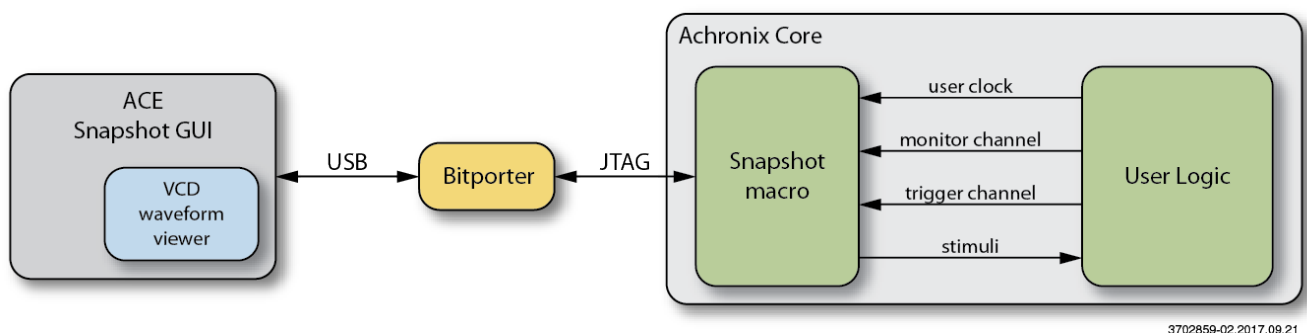 Achronix Core
ACE
Snapshot GUI
VCD
waveform
viewer
USB
Bitporter
JTAG
Snapshot
macro
user clock
monitor channel
trigger channel
stimuli
User Logic
3702859-02.2017.09.21